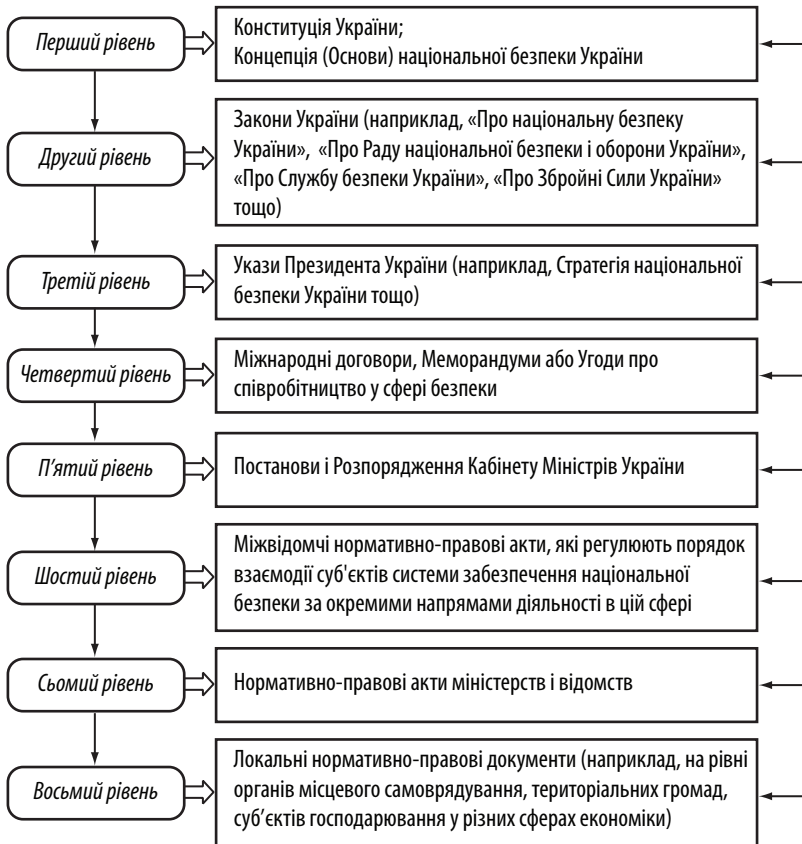 Перший рівень
Конституція України;
Концепція (Основи) національної безпеки України
Другий рівень
Закони України (наприклад, «Про національну безпеку
України», «Про Раду національної безпеки і оборони України»,
«Про Службу безпеки України», «Про Збройні Сили України»
тощо)
Третій рівень
Укази Президента України (наприклад, Стратегія національної
безпеки України тощо)
Четвертий рівень
Міжнародні договори, Меморандуми або Угоди про
співробітництво у сфері безпеки
П’ятий рівень
Постанови і Розпорядження Кабінету Міністрів України
Шостий рівень
Міжвідомчі нормативно-правові акти, які регулюють порядок
взаємодії суб'єктів системи забезпечення національної
безпеки за окремими напрямами діяльності в цій сфері
Сьомий рівень
Нормативно-правові акти міністерств і відомств
Восьмий рівень
Локальні нормативно-правові документи (наприклад, на рівні
органів місцевого самоврядування, територіальних громад,
суб’єктів господарювання у різних сферах економіки)